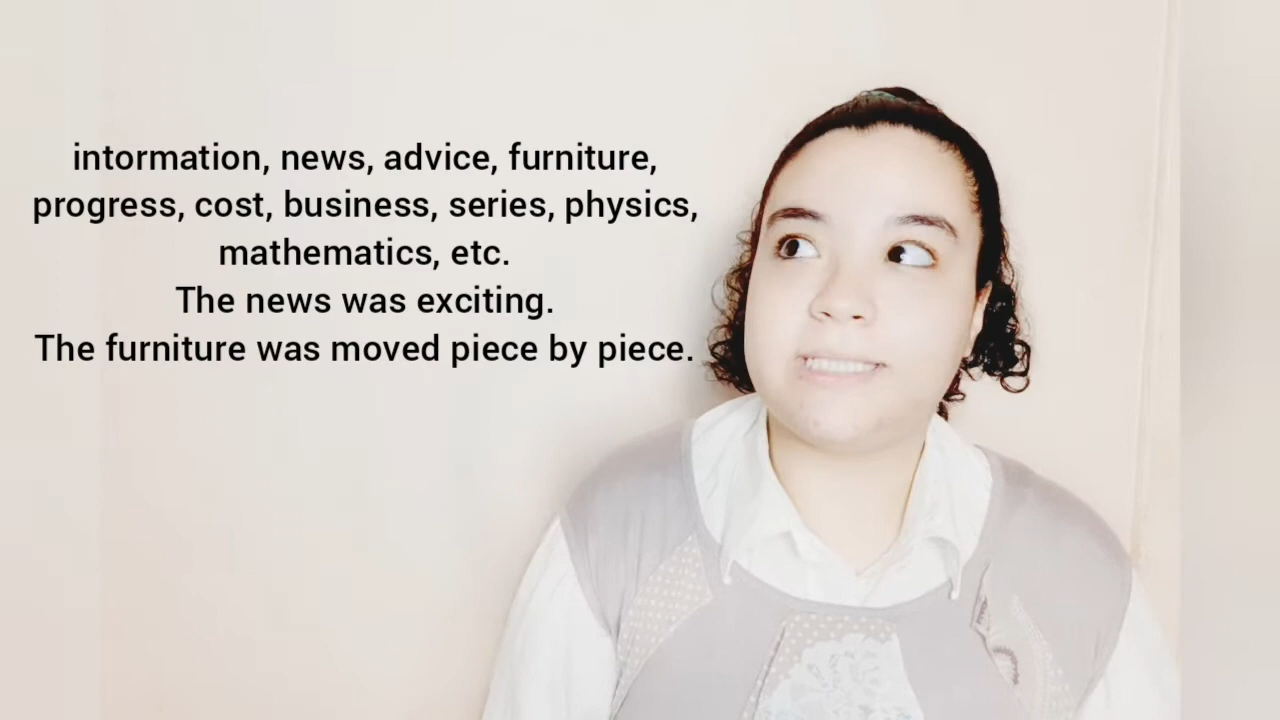 intormation, news, advice, furniture,
progress, cost, business, series, physics,
mathematics, etc.
The news was exciting.
The furniture was moved piece by piece.